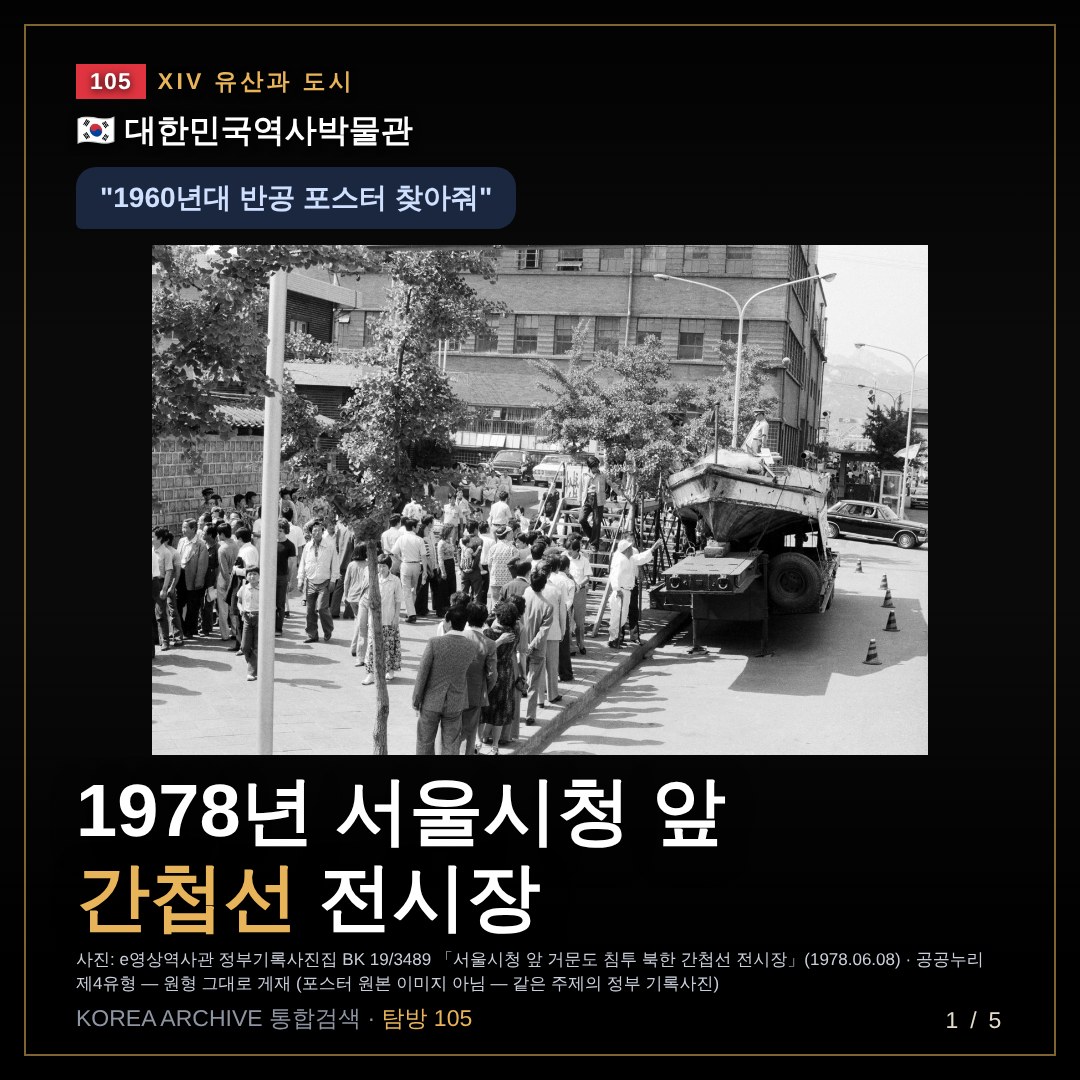 105 XIV 유산과 도시
🇰🇷 대한민국역사박물관
"1960년대 반공 포스터 찾아줘"
1978년 서울시청 앞
간첩선 전시장
사진: e영상역사관 정부기록사진집 BK 19/3489 「서울시청 앞 거문도 침투 북한 간첩선 전시장」(1978.06.08) · 공공누리
제4유형 — 원형 그대로 게재 (포스터 원본 이미지 아님 — 같은 주제의 정부 기록사진)
KOREA ARCHIVE 통합검색 · 탐방 105
1 / 5